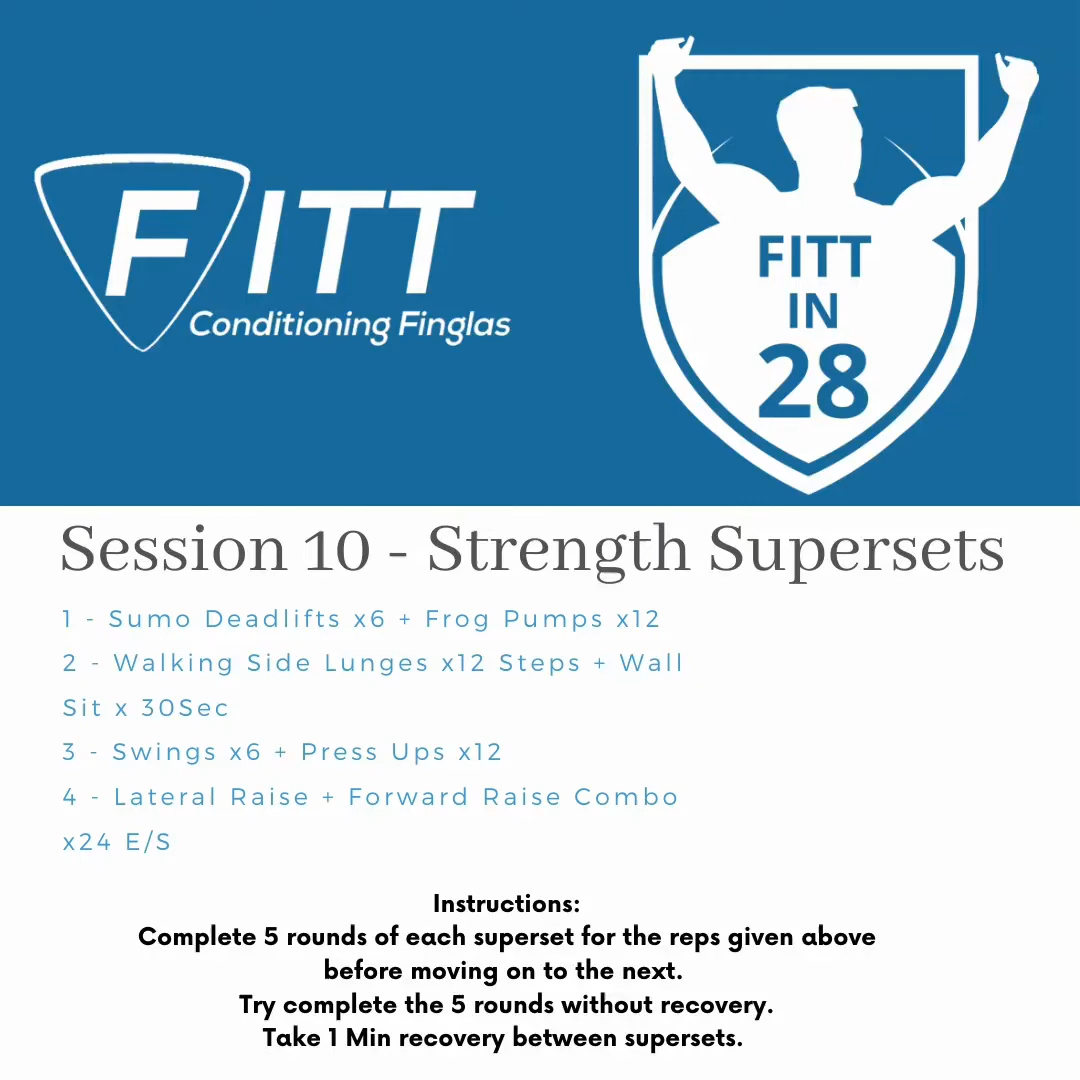 FITT
Conditioning Finglas
FITT
IN
28
Session 10 - Strength Supersets
1 - Sumo Deadlifts x6 + Frog Pumps x12
2 - Walking Side Lunges x12 Steps + Wall
Sit x 30Sec
3 - Swings x6 + Press Ups x12
4 - Lateral Raise + Forward Raise Combo
x24 E/S
Instructions:
Complete 5 rounds of each superset for the reps given above
before moving on to the next.
Try complete the 5 rounds without recovery.
Take 1 Min recovery between supersets.